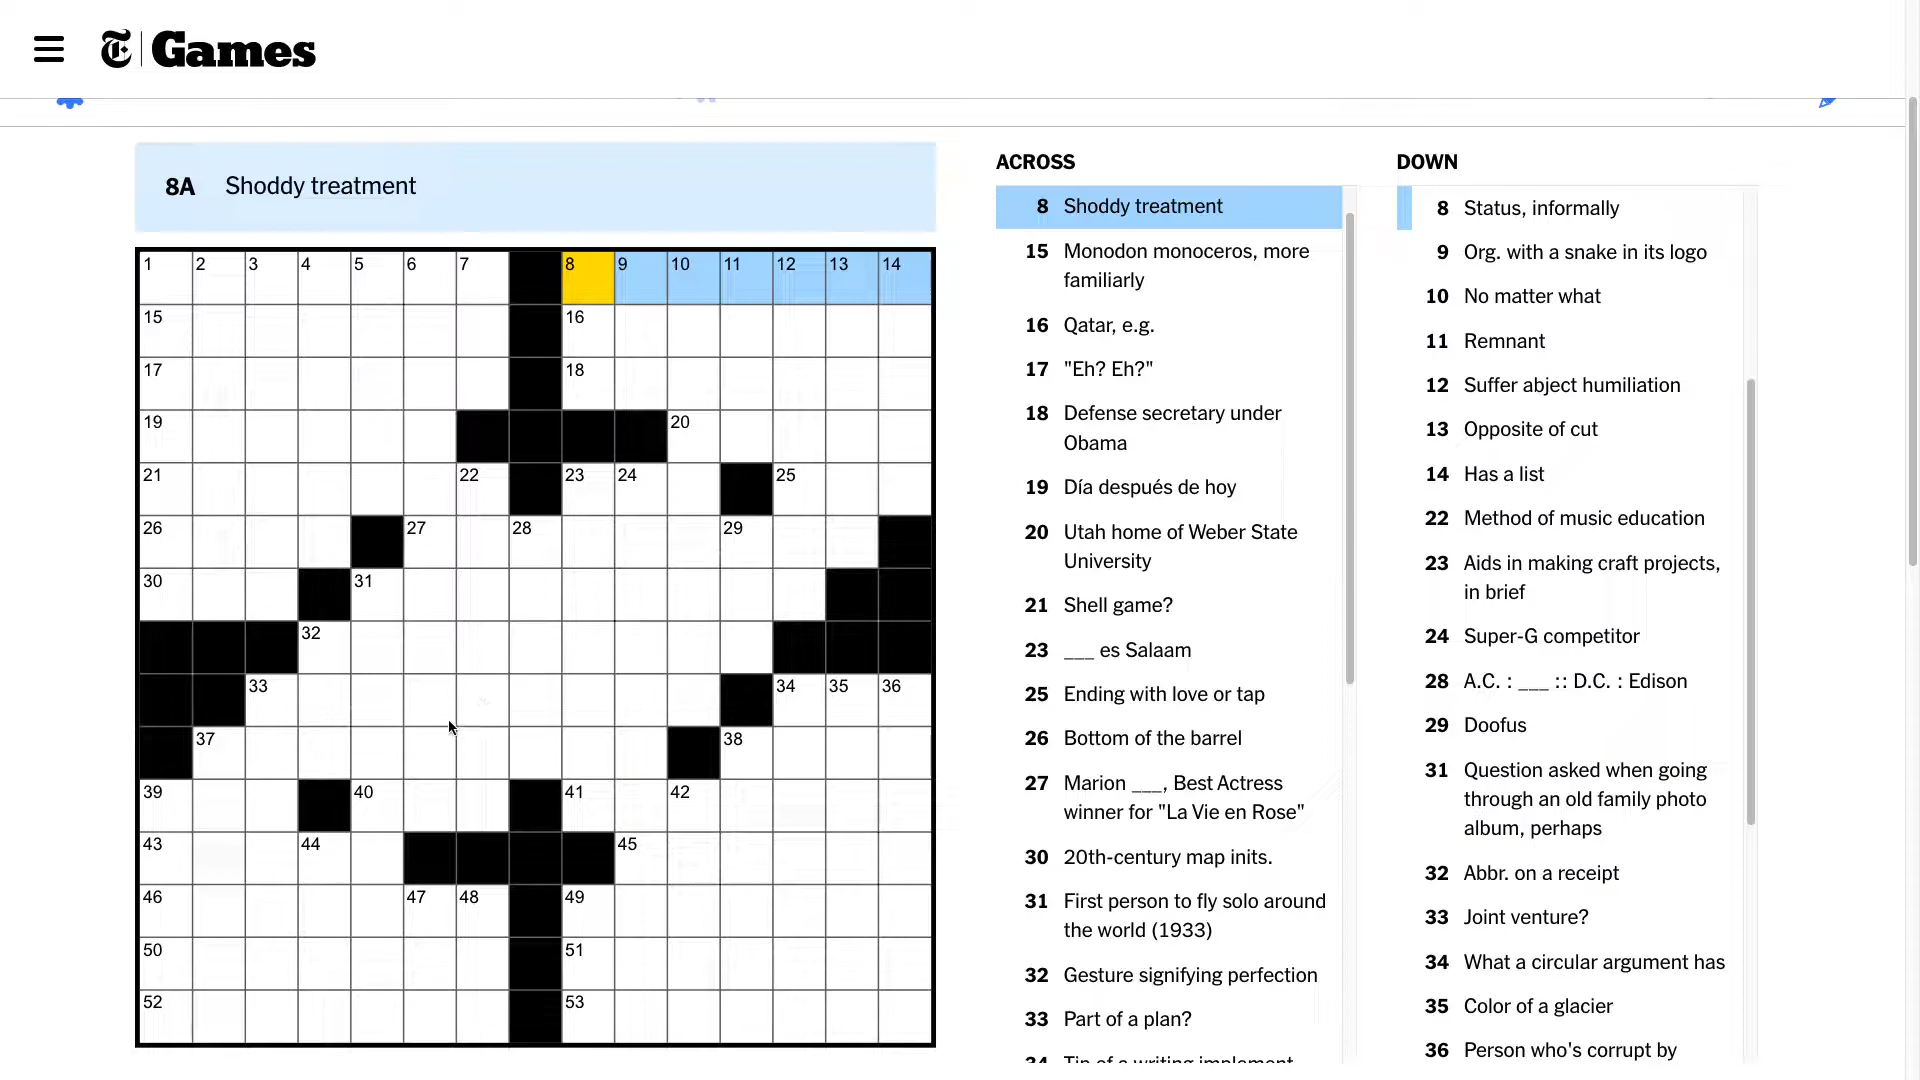 Games
8A Shoddy treatment
1 2 3 4 5 6 7 8 9 10 11 12 13 14
15 16
17 18
19 20
21 22 23 24 25
26 27 28 29
30 31
32
33 34 35 36
37 38
39 40 41 42
43 44 45
46 47 48 49
50 51
52 53
ACROSS
8 Shoddy treatment
15 Monodon monoceros, more
familiarly
16 Qatar, e.g.
17 "Eh? Eh?"
18 Defense secretary under
Obama
19 Día después de hoy
20 Utah home of Weber State
University
21 Shell game?
23 ___ es Salaam
25 Ending with love or tap
26 Bottom of the barrel
27 Marion ___, Best Actress
winner for "La Vie en Rose"
30 20th-century map inits.
31 First person to fly solo around
the world (1933)
32 Gesture signifying perfection
33 Part of a plan?
34 Tip of a writing implement
DOWN
8 Status, informally
9 Org. with a snake in its logo
10 No matter what
11 Remnant
12 Suffer abject humiliation
13 Opposite of cut
14 Has a list
22 Method of music education
23 Aids in making craft projects,
in brief
24 Super-G competitor
28 A.C. : ___ :: D.C. : Edison
29 Doofus
31 Question asked when going
through an old family photo
album, perhaps
32 Abbr. on a receipt
33 Joint venture?
34 What a circular argument has
35 Color of a glacier
36 Person who's corrupt by